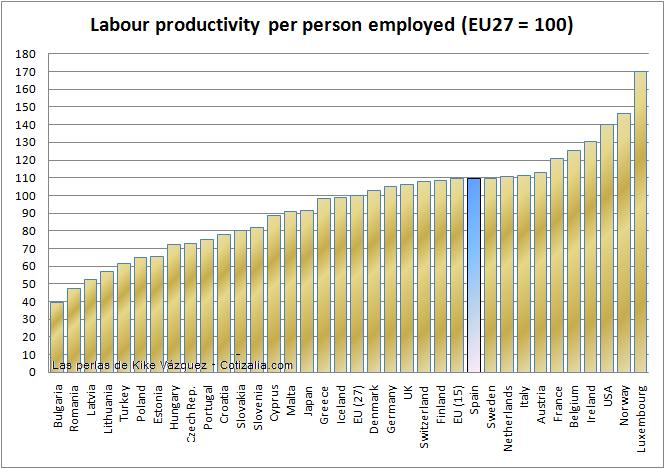 Labour productivity per person employed (EU27 = 100)
180
170
160
150
140
130
120
110
100
90
80
70
60
50
40
30
20
10
0
Las perlas de Kike Vázquez - Cotizalia.com
Bulgaria
Romania
Latvia
Lithuania
Turkey
Poland
Estonia
Hungary
Czech Rep.
Portugal
Croatia
Slovakia
Slovenia
Cyprus
Malta
Japan
Greece
Iceland
EU (27)
Denmark
Germany
UK
Switzerland
Finland
EU (15)
Spain
Sweden
Netherlands
Italy
Austria
France
Belgium
Ireland
USA
Norway
Luxembourg